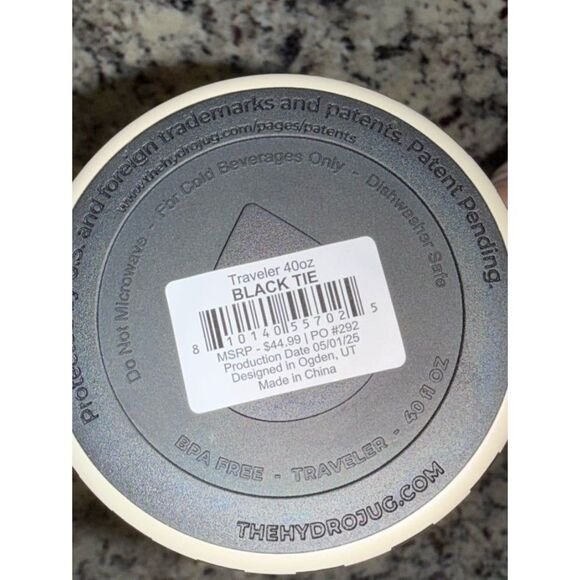 Protected by U.S. and foreign trademarks and patents. Patent Pending.
www.thehydrojug.com/pages/patents
Do Not Microwave - For Cold Beverages Only - Dishwasher Safe
Traveler 40oz
BLACK TIE
8 10140 55702 5
MSRP - $44.99 | PO #292
Production Date 05/01/25
Designed in Ogden, UT
Made in China
BPA FREE - TRAVELER - 40 fl OZ
THEHYDROJUG.COM